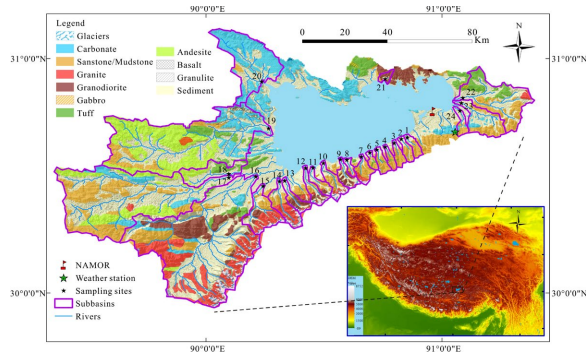 90°0'0"E
91°0'0"E
Legend
Glaciers
Carbonate
Sanstone/Mudstone
Granite
Granodiorite
Gabbro
Tuff
Andesite
Basalt
Granulite
Sediment
0
40
80
Km
N
31°0'0"N
31°0'0"N
20
21
22
23
24
19
18
17
16
15
14
13
12
11
10
9
8
7
6
5
4
3
2
1
NAMOR
Weather station
Sampling sites
Subbasins
Rivers
30°0'0"N
30°0'0"N
N
90°0'0"E
91°0'0"E